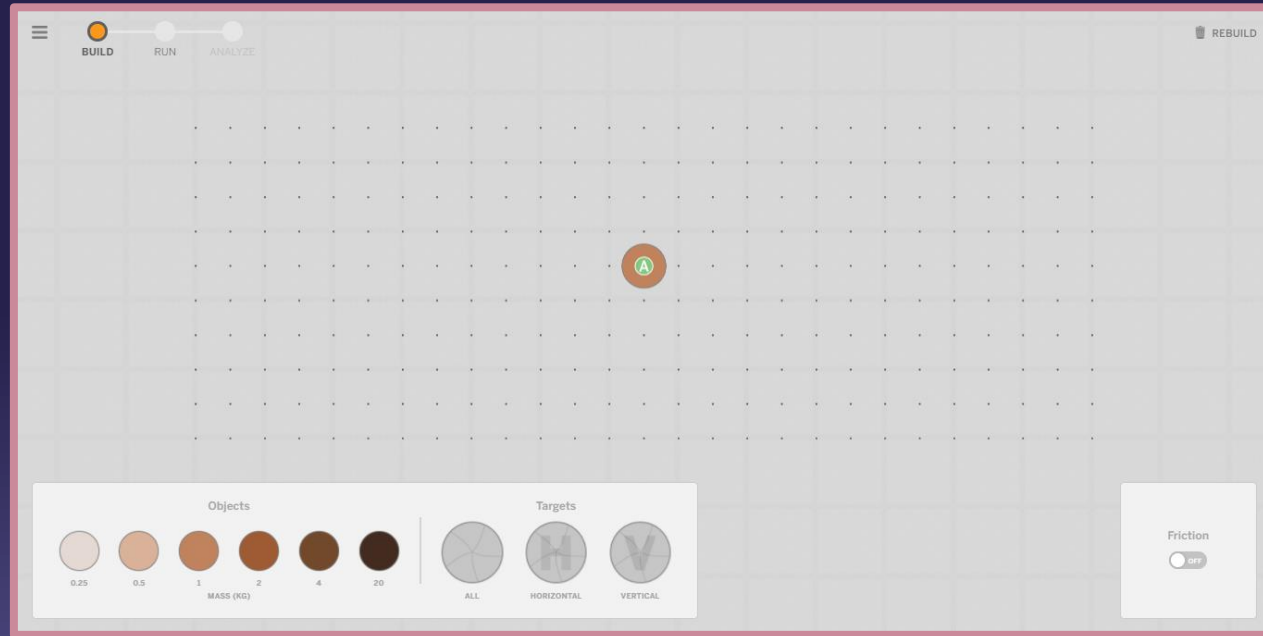 BUILD RUN ANALYZE
REBUILD
A
Objects
Targets
0.25 0.5 1 2 4 20
MASS (KG)
H V
ALL HORIZONTAL VERTICAL
Friction
OFF